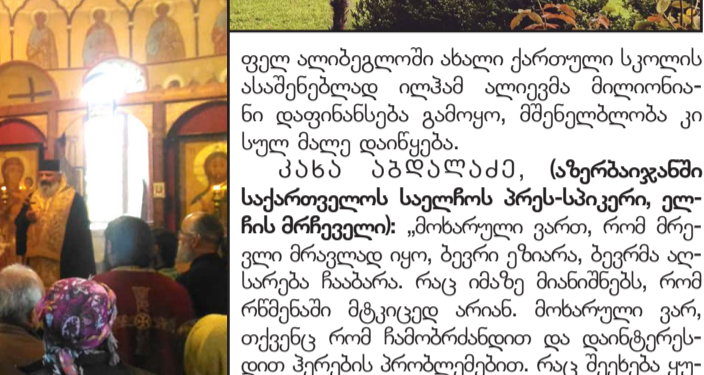 ფელ ალიბეგლოში ახალი ქართული სკოლის
ასაშენებლად ილჰამ ალიევმა მილიონია-
ნი დაფინანსება გამოყო, მშენელბლობა კი
სულ მალე დაიწყება.
კახა აბდალაძე, (აზერბაიჯანში
საქართველოს საელჩოს პრეს-სპიკერი, ელ-
ჩის მრჩეველი): „მოხარული ვართ, რომ მრე-
ვლი მრავლად იყო, ბევრი ეზიარა, ბევრმა აღ-
სარება ჩააბარა. რაც იმაზე მიანიშნებს, რომ
რწმენაში მტკიცედ არიან. მოხარული ვარ,
თქვენც რომ ჩამობრძანდით და დაინტერეს-
დით ჰერების პრობლემებით. რაც შეეხება ყუ-